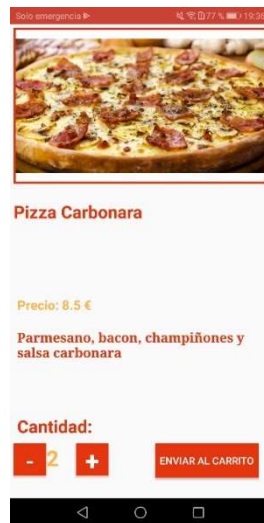 Solo emergencia 77 % 19:36
Pizza Carbonara
Precio: 8.5 €
Parmesano, bacon, champiñones y
salsa carbonara
Cantidad:
- 2 + ENVIAR AL CARRITO